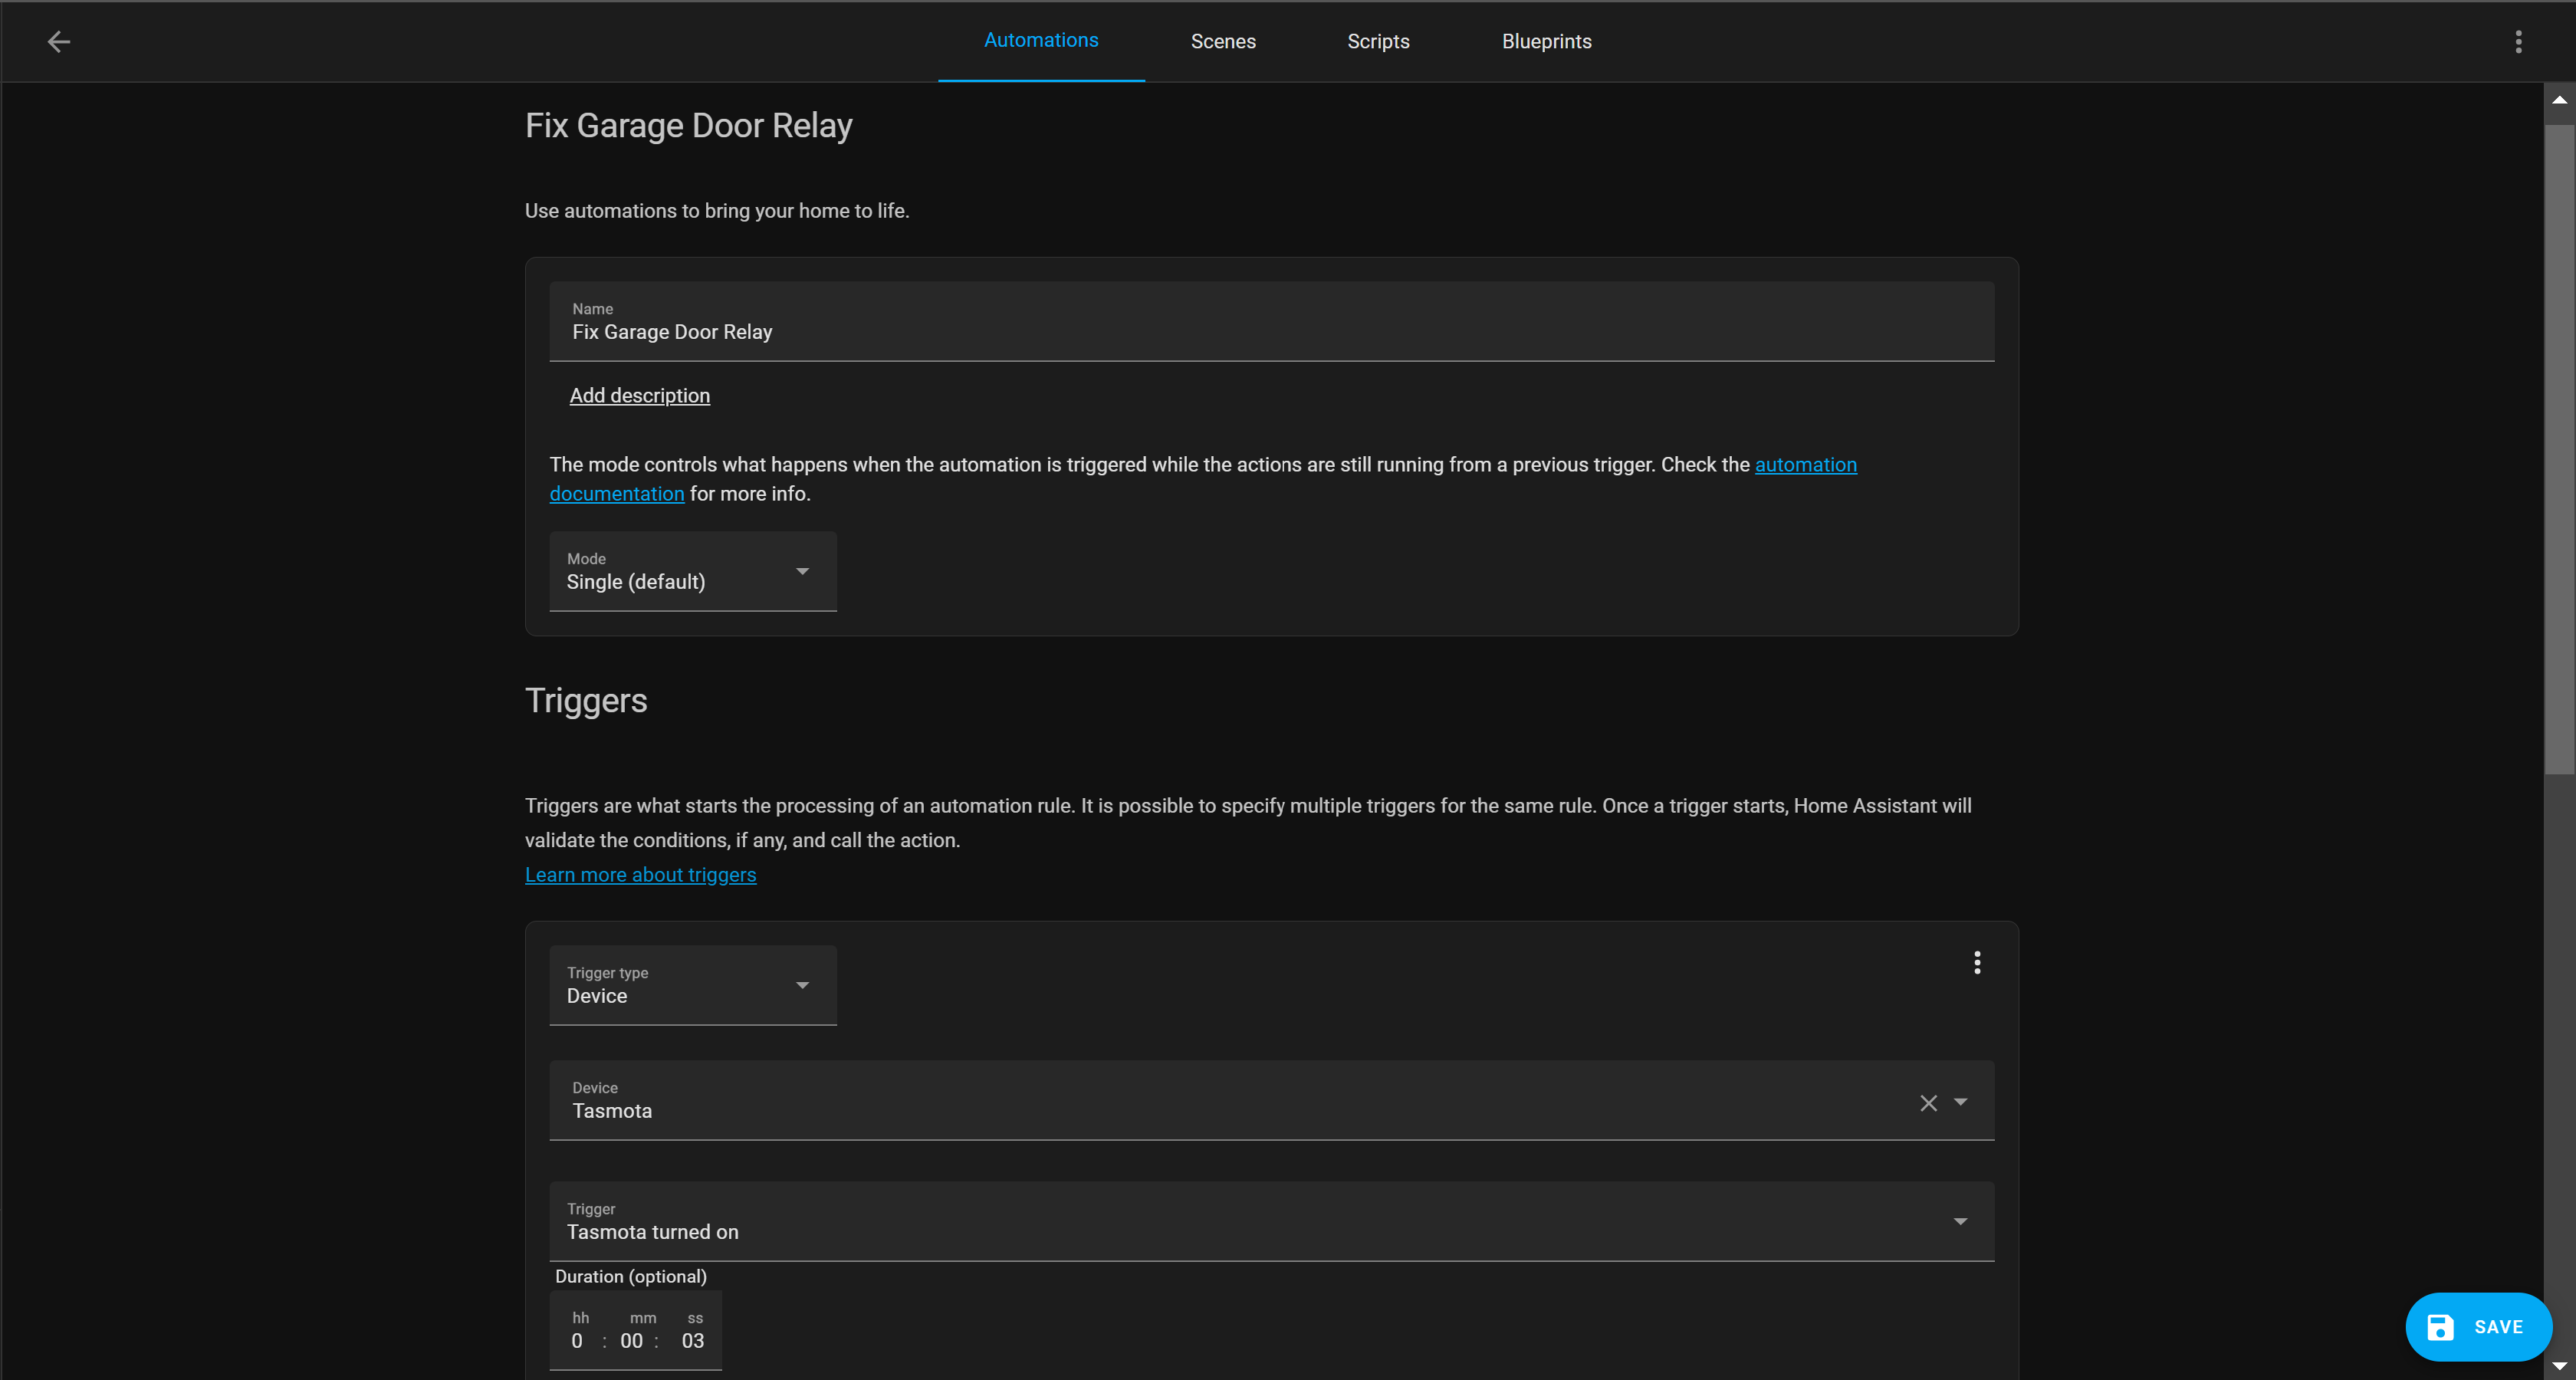 Automations
Scenes
Scripts
Blueprints
Fix Garage Door Relay
Use automations to bring your home to life.
Name
Fix Garage Door Relay
Add description
The mode controls what happens when the automation is triggered while the actions are still running from a previous trigger. Check the automation
documentation for more info.
Mode
Single (default)
Triggers
Triggers are what starts the processing of an automation rule. It is possible to specify multiple triggers for the same rule. Once a trigger starts, Home Assistant will
validate the conditions, if any, and call the action.
Learn more about triggers
Trigger type
Device
Device
Tasmota
Trigger
Tasmota turned on
Duration (optional)
hh mm ss
0 : 00 : 03
SAVE